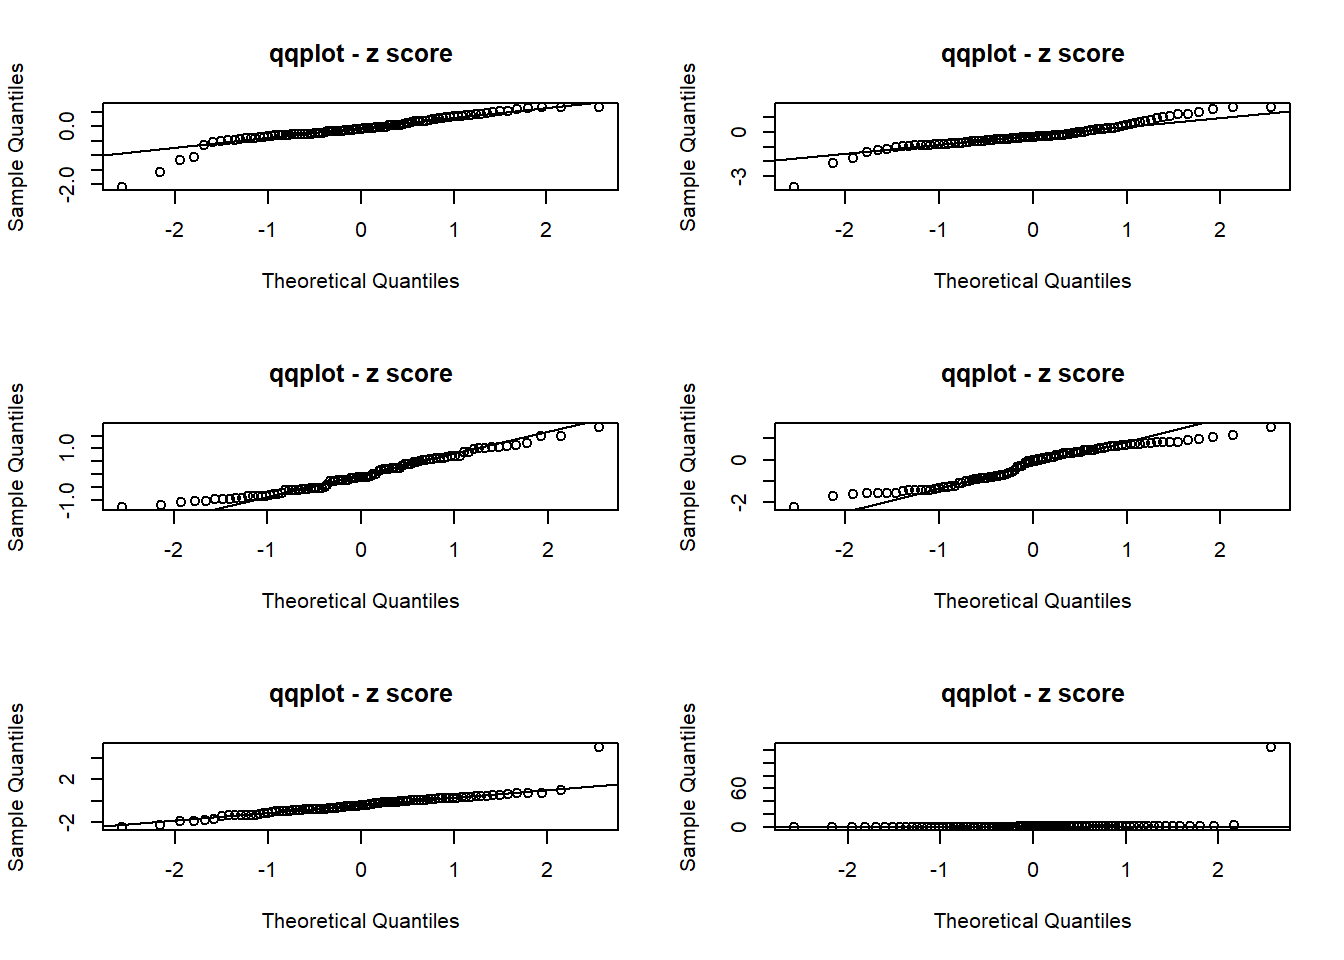 qqplot - z score
Sample Quantiles
0.0
-2.0
-2 -1 0 1 2
Theoretical Quantiles
qqplot - z score
Sample Quantiles
0
-3
-2 -1 0 1 2
Theoretical Quantiles
qqplot - z score
Sample Quantiles
1.0
-1.0
-2 -1 0 1 2
Theoretical Quantiles
qqplot - z score
Sample Quantiles
0
-2
-2 -1 0 1 2
Theoretical Quantiles
qqplot - z score
Sample Quantiles
2
-2
-2 -1 0 1 2
Theoretical Quantiles
qqplot - z score
Sample Quantiles
60
0
-2 -1 0 1 2
Theoretical Quantiles